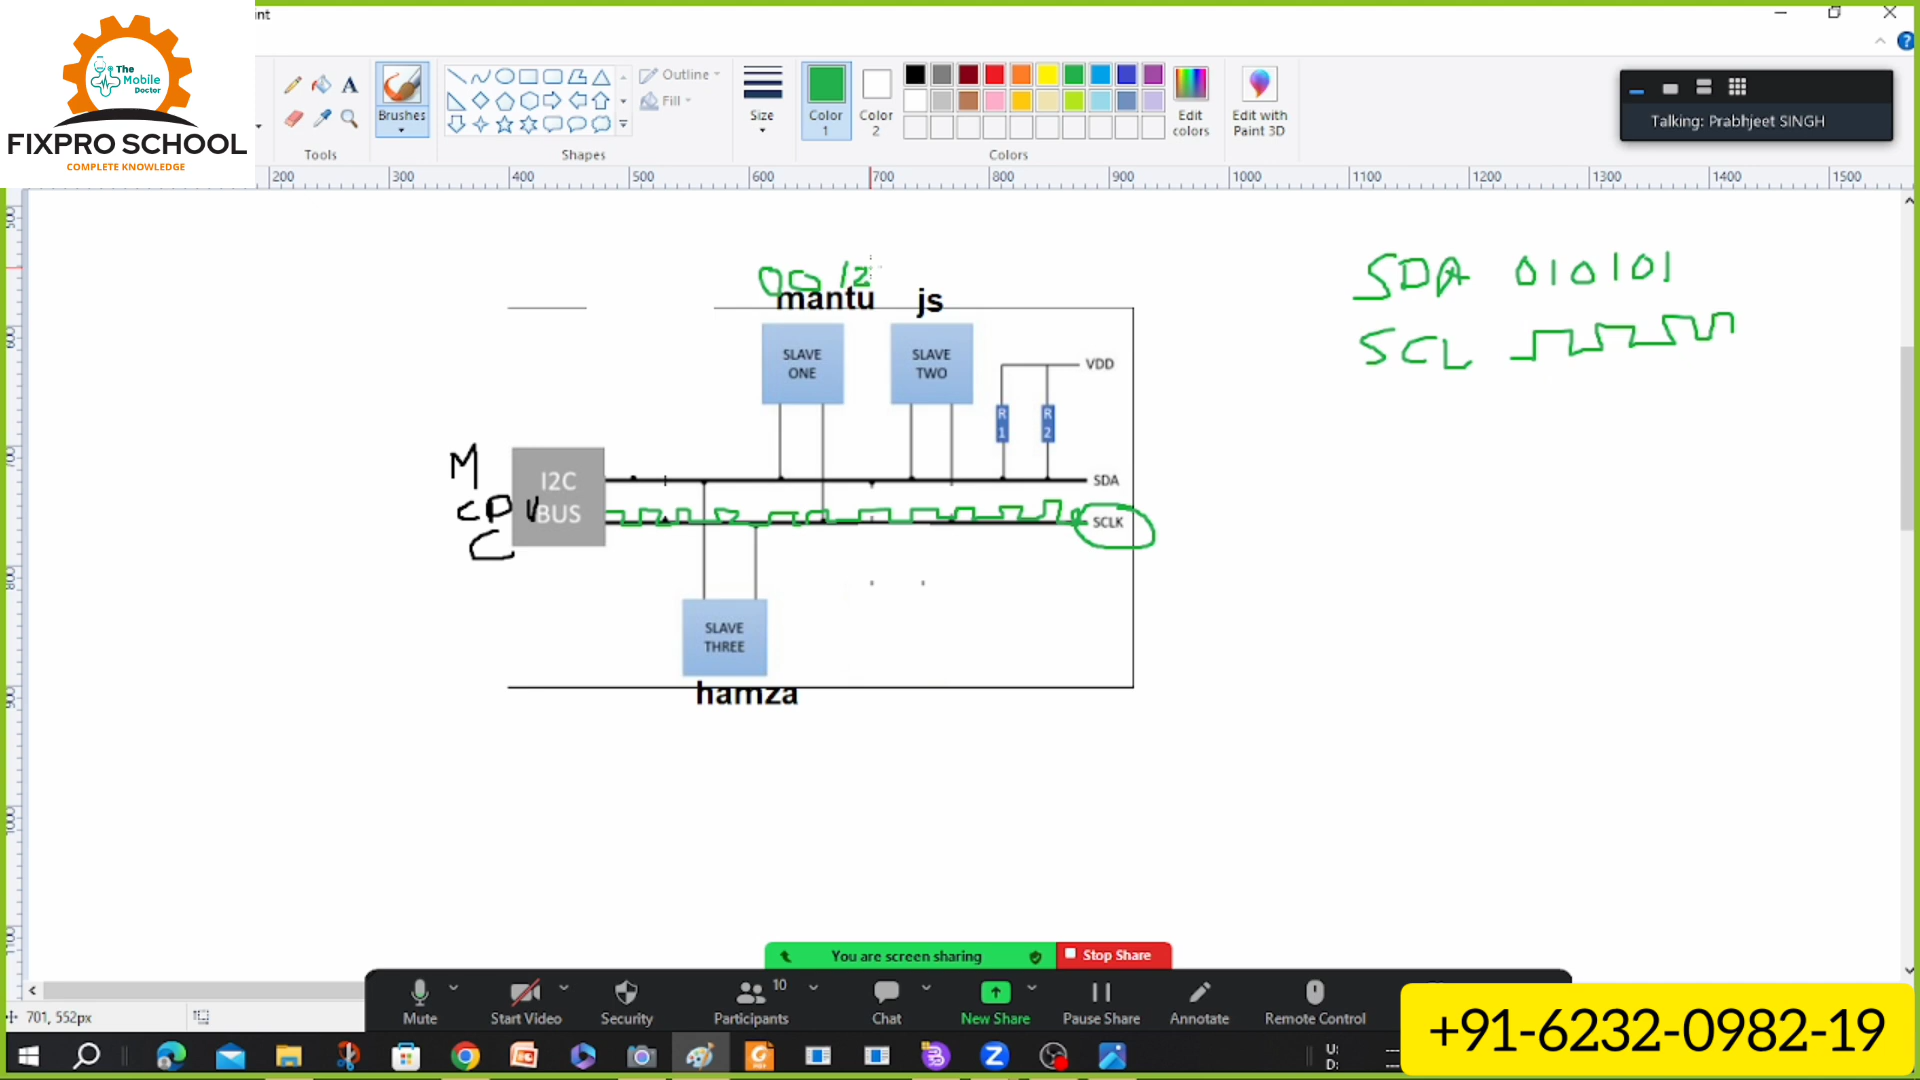 int
The
Mobile
Doctor
FIXPRO SCHOOL
COMPLETE KNOWLEDGE
Brushes
Tools
Outline
Fill
Shapes
Size
Color
1
Color
2
Edit
colors
Edit with
Paint 3D
Colors
?
Talking: Prabhjeet SINGH
200 300 400 500 600 700 800 900 1000 1100 1200 1300 1400 1500
0012
mantu js
SDA 010101
SCL
SLAVE
ONE
SLAVE
TWO
VDD
R
1
R
2
M
CPU
C
I2C
BUS
SDA
SCLK
SLAVE
THREE
hamza
You are screen sharing
Stop Share
701, 552px
Mute
Start Video
Security
Participants 10
Chat
New Share
Pause Share
Annotate
Remote Control
U:
D:
+91-6232-0982-19